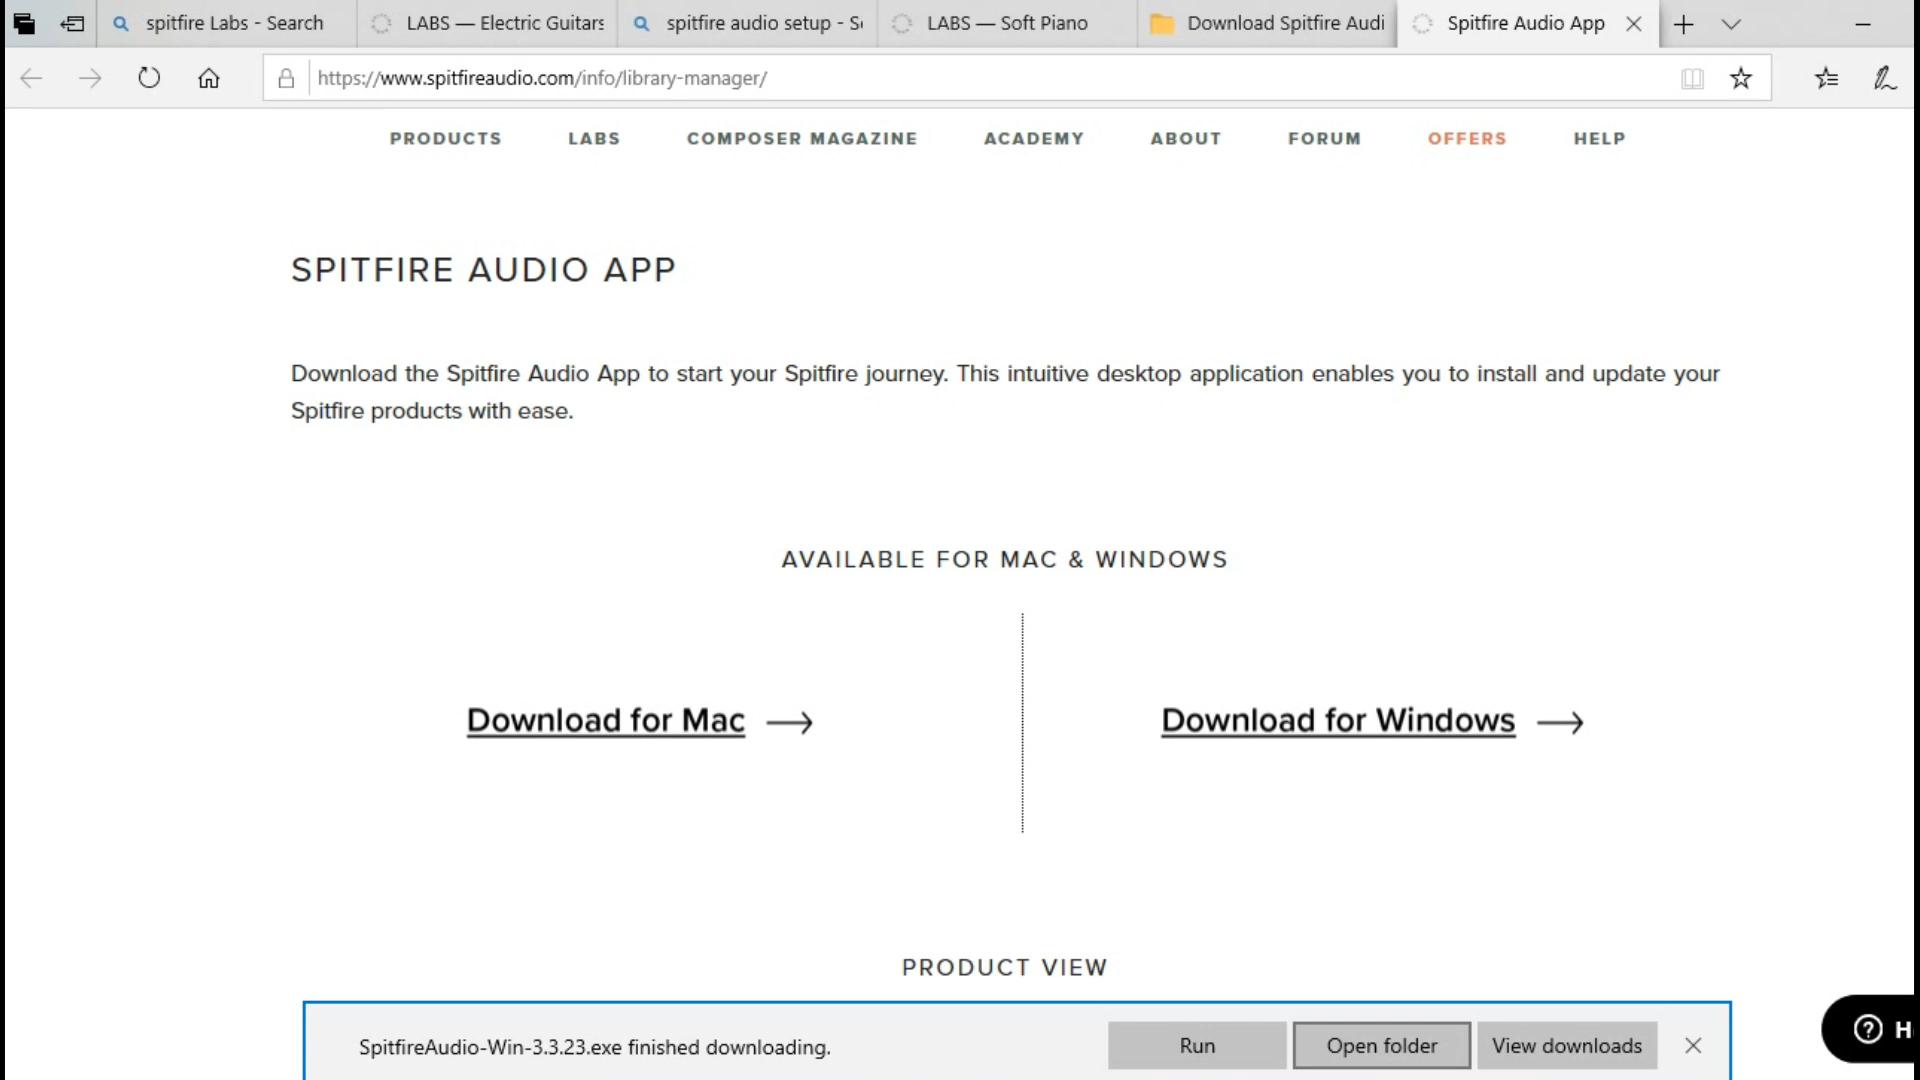 spitfire Labs - Search
LABS — Electric Guitars
spitfire audio setup - S
LABS — Soft Piano
Download Spitfire Audi
Spitfire Audio App
https://www.spitfireaudio.com/info/library-manager/
PRODUCTS LABS COMPOSER MAGAZINE ACADEMY ABOUT FORUM OFFERS HELP
SPITFIRE AUDIO APP
Download the Spitfire Audio App to start your Spitfire journey. This intuitive desktop application enables you to install and update your
Spitfire products with ease.
AVAILABLE FOR MAC & WINDOWS
Download for Mac →
Download for Windows →
PRODUCT VIEW
SpitfireAudio-Win-3.3.23.exe finished downloading.
Run
Open folder
View downloads